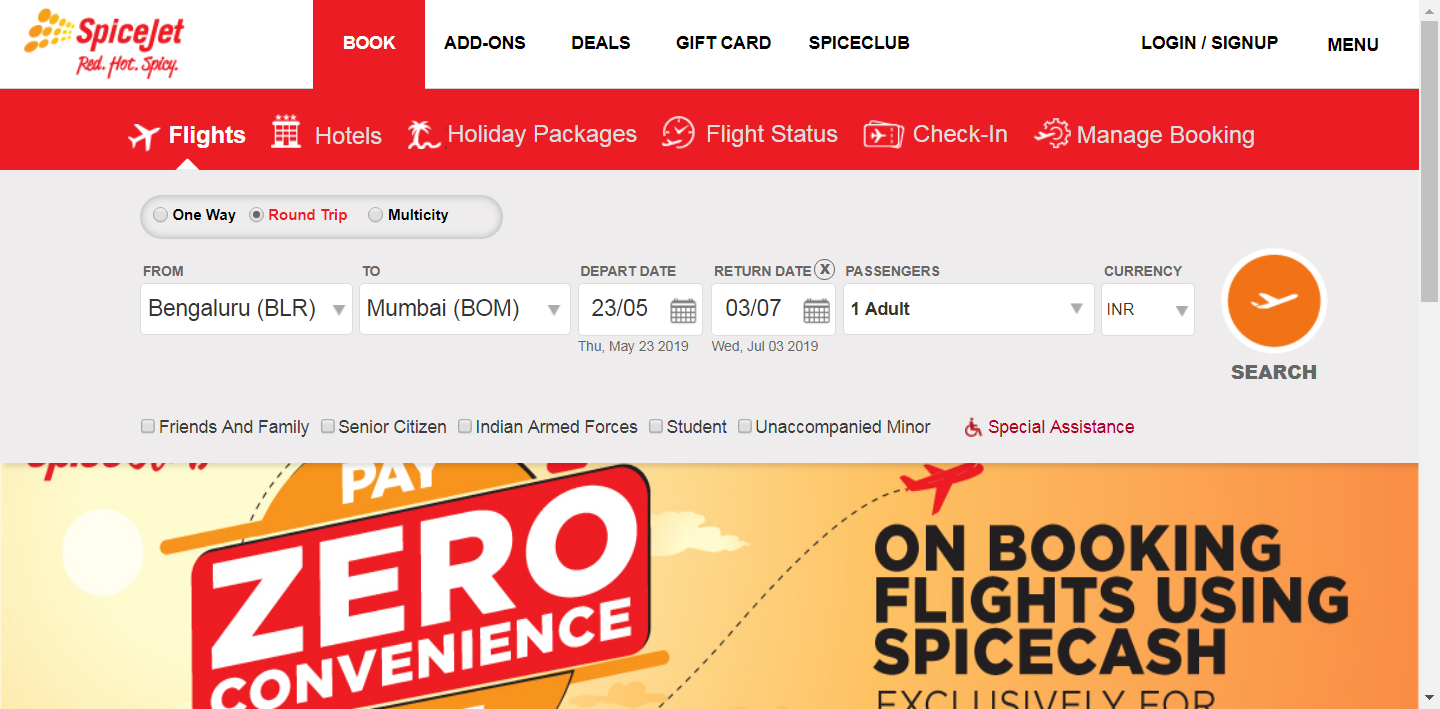 SpiceJet
Red. Hot. Spicy.
BOOK ADD-ONS DEALS GIFT CARD SPICECLUB LOGIN / SIGNUP MENU
Flights Hotels Holiday Packages Flight Status Check-In Manage Booking
One Way Round Trip Multicity
FROM TO DEPART DATE RETURN DATE X PASSENGERS CURRENCY
Bengaluru (BLR) Mumbai (BOM) 23/05 03/07 1 Adult INR
Thu, May 23 2019 Wed, Jul 03 2019
SEARCH
Friends And Family Senior Citizen Indian Armed Forces Student Unaccompanied Minor Special Assistance
PAY
ZERO
CONVENIENCE
ON BOOKING
FLIGHTS USING
SPICECASH
EXCLUSIVELY FOR